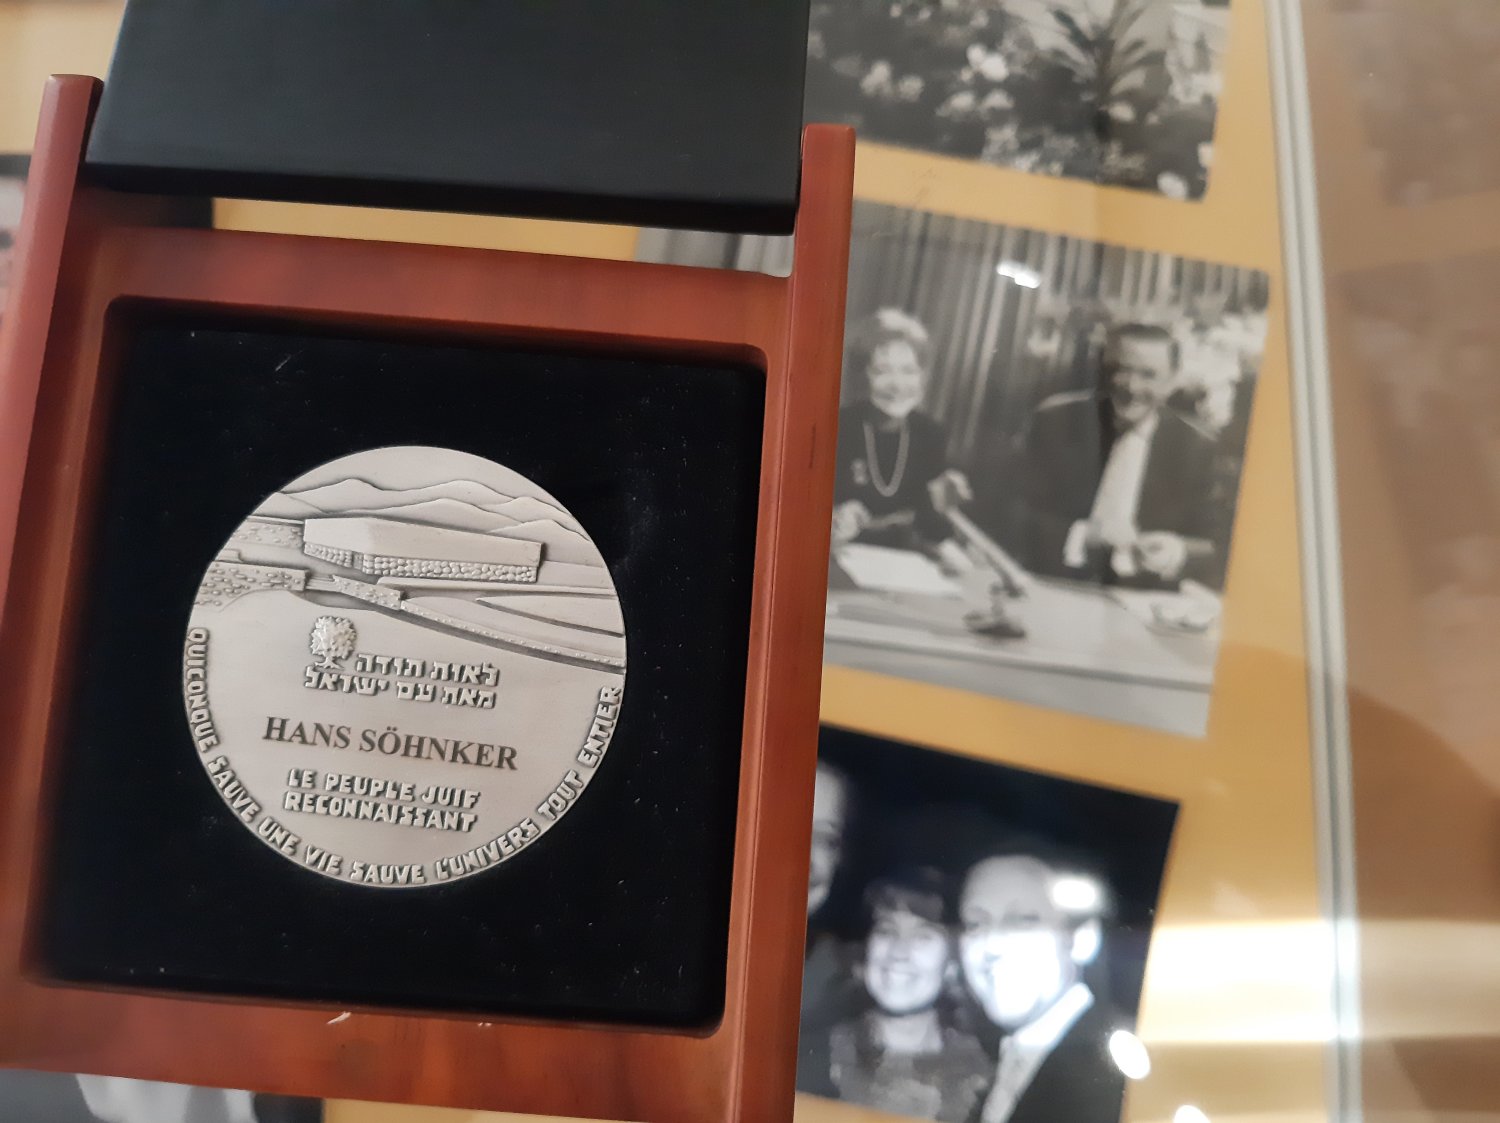 לאות תודה
מאת עם ישראל
HANS SÖHNKER
LE PEUPLE JUIF
RECONNAISSANT
QUICONQUE SAUVE UNE VIE SAUVE L'UNIVERS TOUT ENTIER